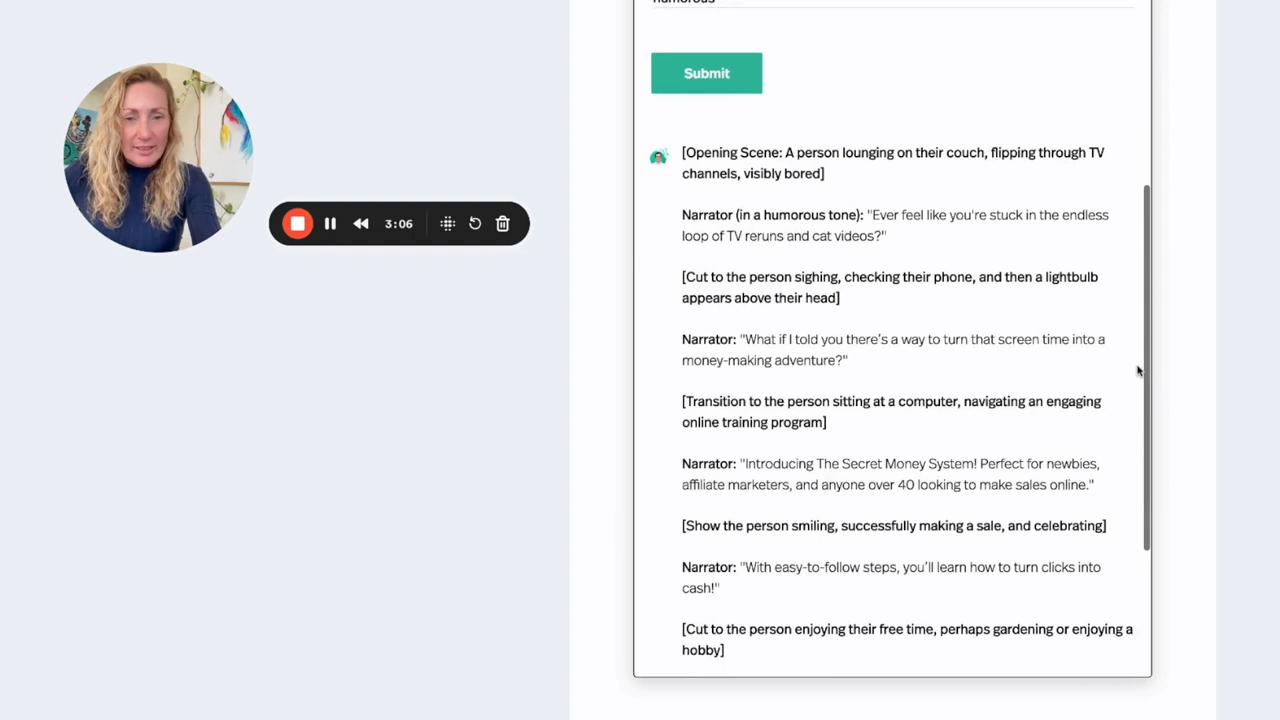 humorous
Submit
[Opening Scene: A person lounging on their couch, flipping through TV
channels, visibly bored]
Narrator (in a humorous tone): "Ever feel like you're stuck in the endless
loop of TV reruns and cat videos?"
[Cut to the person sighing, checking their phone, and then a lightbulb
appears above their head]
3:06
Narrator: "What if I told you there's a way to turn that screen time into a
money-making adventure?"
[Transition to the person sitting at a computer, navigating an engaging
online training program]
Narrator: "Introducing The Secret Money System! Perfect for newbies,
affiliate marketers, and anyone over 40 looking to make sales online."
[Show the person smiling, successfully making a sale, and celebrating]
Narrator: "With easy-to-follow steps, you'll learn how to turn clicks into
cash!"
[Cut to the person enjoying their free time, perhaps gardening or enjoying a
hobby]